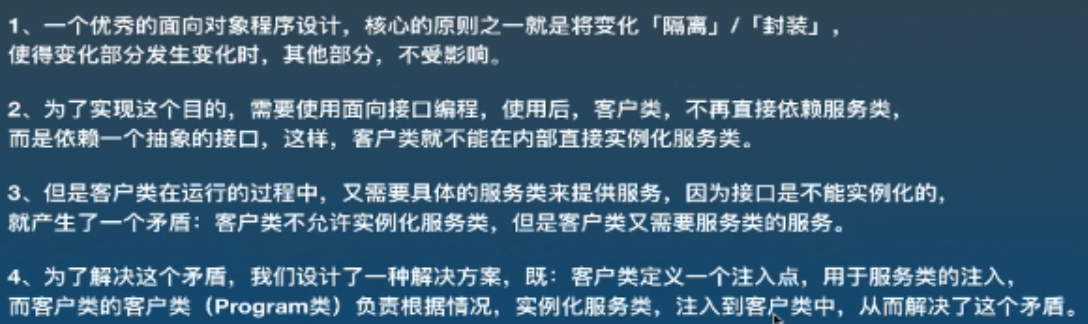 1、一个优秀的面向对象程序设计，核心的原则之一就是将变化「隔离」/「封装」，
使得变化部分发生变化时，其他部分，不受影响。
2、为了实现这个目的，需要使用面向接口编程，使用后，客户类，不再直接依赖服务类，
而是依赖一个抽象的接口，这样，客户类就不能在内部直接实例化服务类。
3、但是客户类在运行的过程中，又需要具体的服务类来提供服务，因为接口是不能实例化的，
就产生了一个矛盾：客户类不允许实例化服务类，但是客户类又需要服务类的服务。
4、为了解决这个矛盾，我们设计了一种解决方案，既：客户类定义一个注入点，用于服务类的注入，
而客户类的客户类（Program类）负责根据情况，实例化服务类，注入到客户类中，从而解决了这个矛盾。